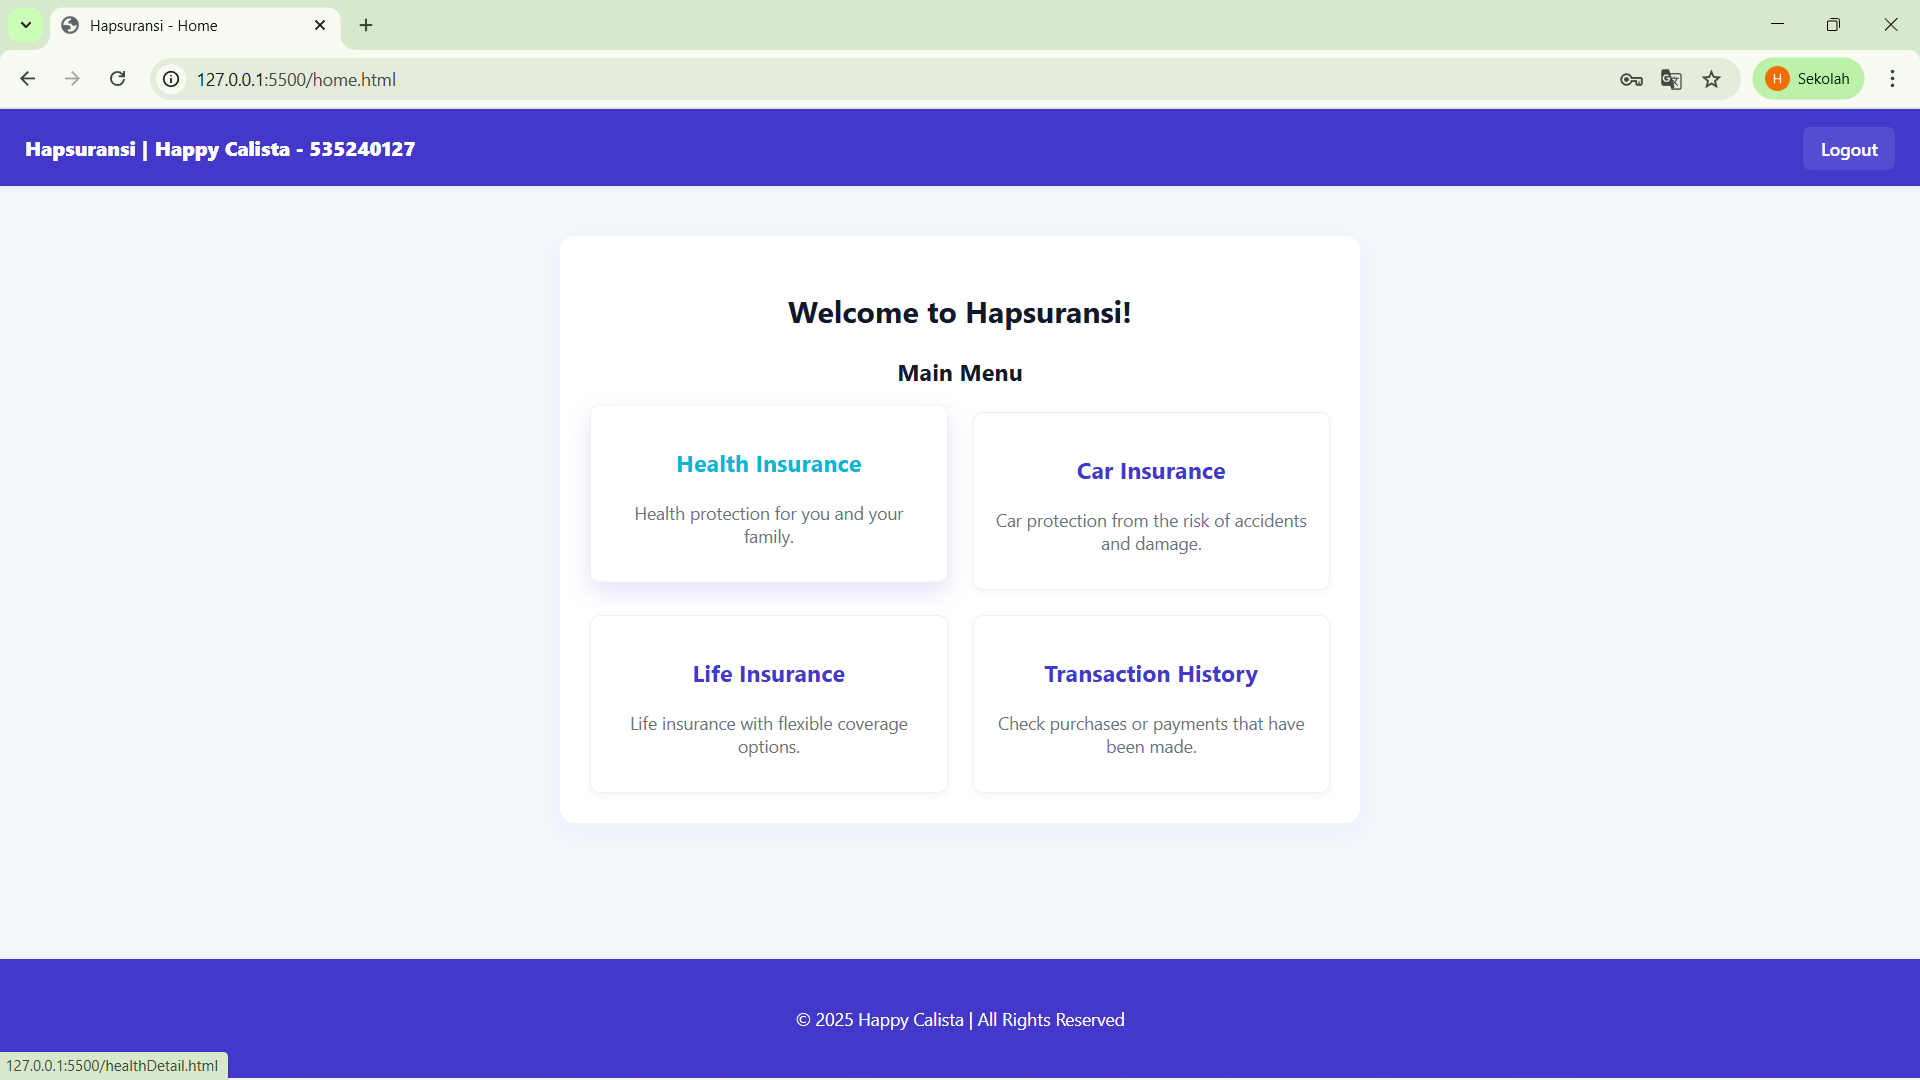 Hapsuransi - Home
127.0.0.1:5500/home.html
H Sekolah
Hapsuransi | Happy Calista - 535240127
Logout
Welcome to Hapsuransi!
Main Menu
Health Insurance
Health protection for you and your
family.
Car Insurance
Car protection from the risk of accidents
and damage.
Life Insurance
Life insurance with flexible coverage
options.
Transaction History
Check purchases or payments that have
been made.
© 2025 Happy Calista | All Rights Reserved
127.0.0.1:5500/healthDetail.html